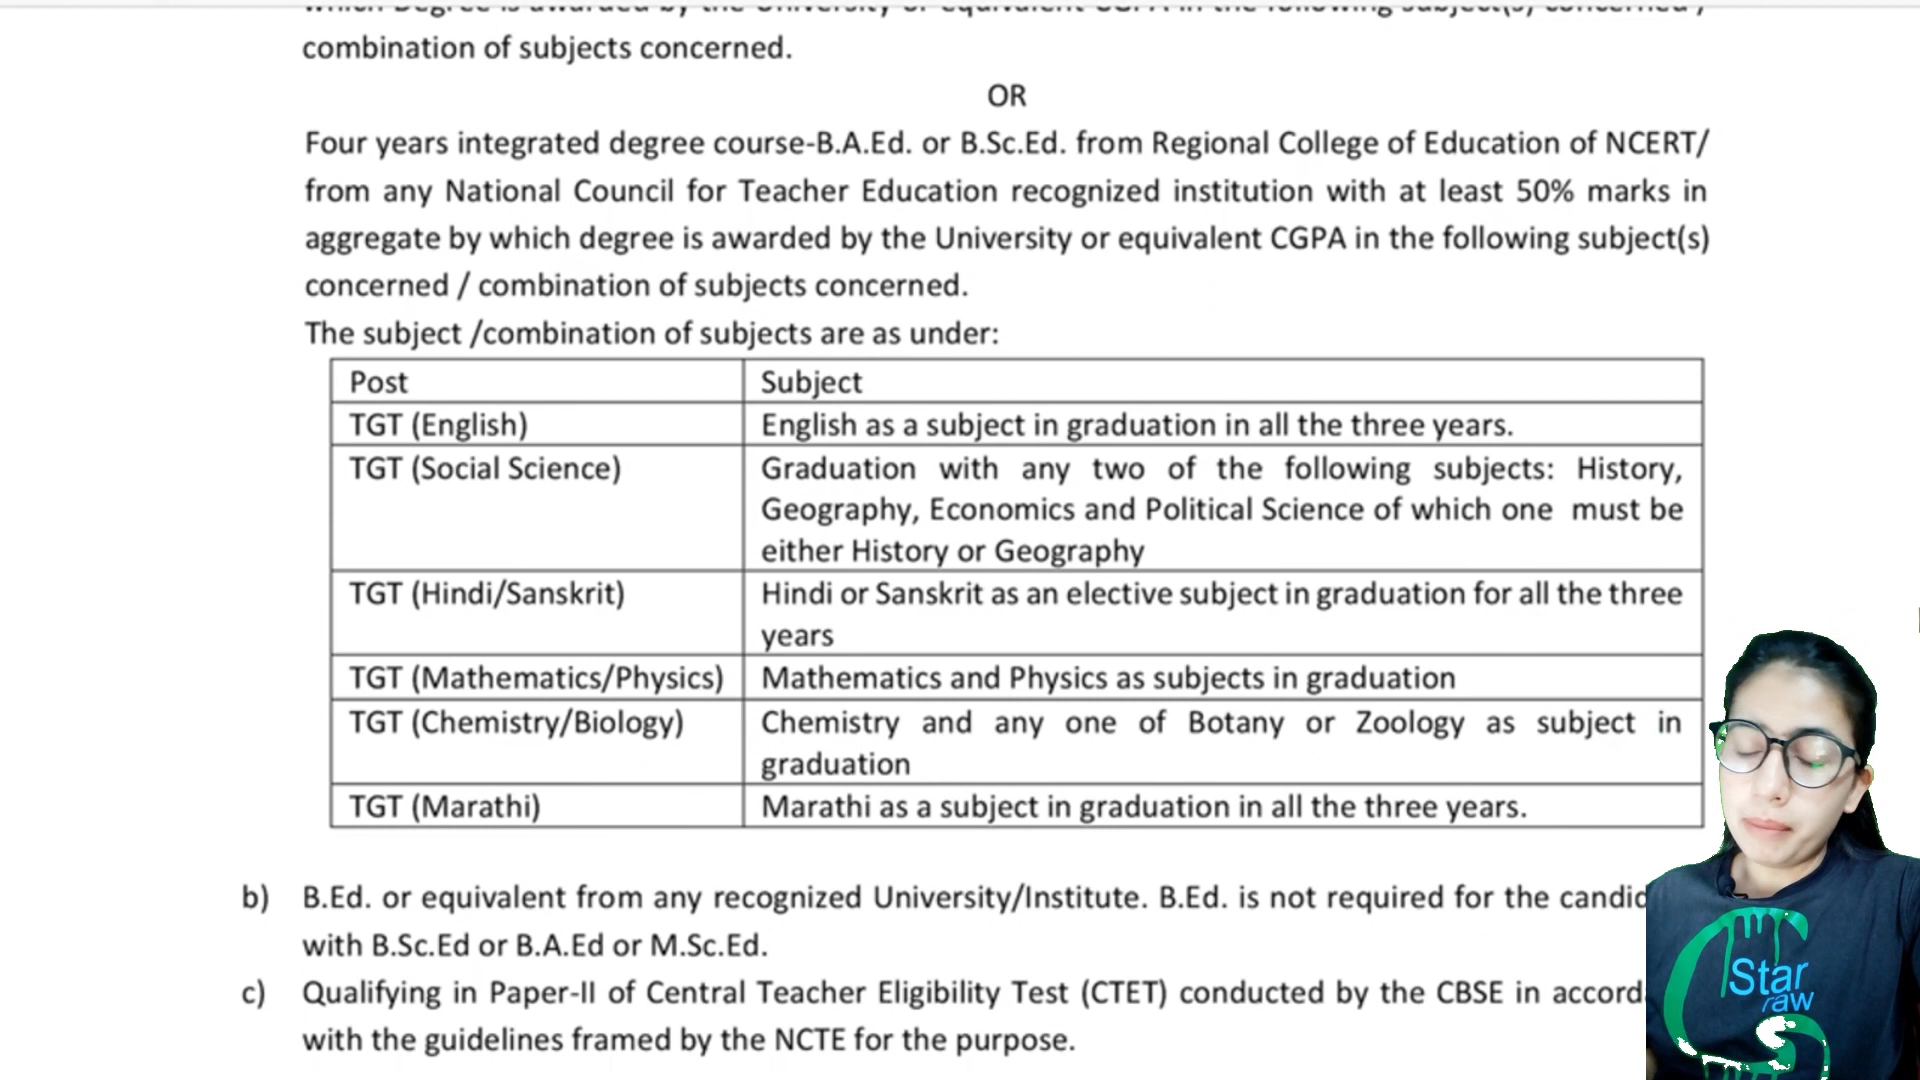 combination of subjects concerned.
OR
Four years integrated degree course-B.A.Ed. or B.Sc.Ed. from Regional College of Education of NCERT/
from any National Council for Teacher Education recognized institution with at least 50% marks in
aggregate by which degree is awarded by the University or equivalent CGPA in the following subject(s)
concerned / combination of subjects concerned.
The subject /combination of subjects are as under:
Post Subject
TGT (English) English as a subject in graduation in all the three years.
TGT (Social Science) Graduation with any two of the following subjects: History,
Geography, Economics and Political Science of which one must be
either History or Geography
TGT (Hindi/Sanskrit) Hindi or Sanskrit as an elective subject in graduation for all the three
years
TGT (Mathematics/Physics) Mathematics and Physics as subjects in graduation
TGT (Chemistry/Biology) Chemistry and any one of Botany or Zoology as subject in
graduation
TGT (Marathi) Marathi as a subject in graduation in all the three years.
b) B.Ed. or equivalent from any recognized University/Institute. B.Ed. is not required for the
with B.Sc.Ed or B.A.Ed or M.Sc.Ed.
c) Qualifying in Paper-II of Central Teacher Eligibility Test (CTET) conducted by the CBSE in
with the guidelines framed by the NCTE for the purpose.
Star
raw